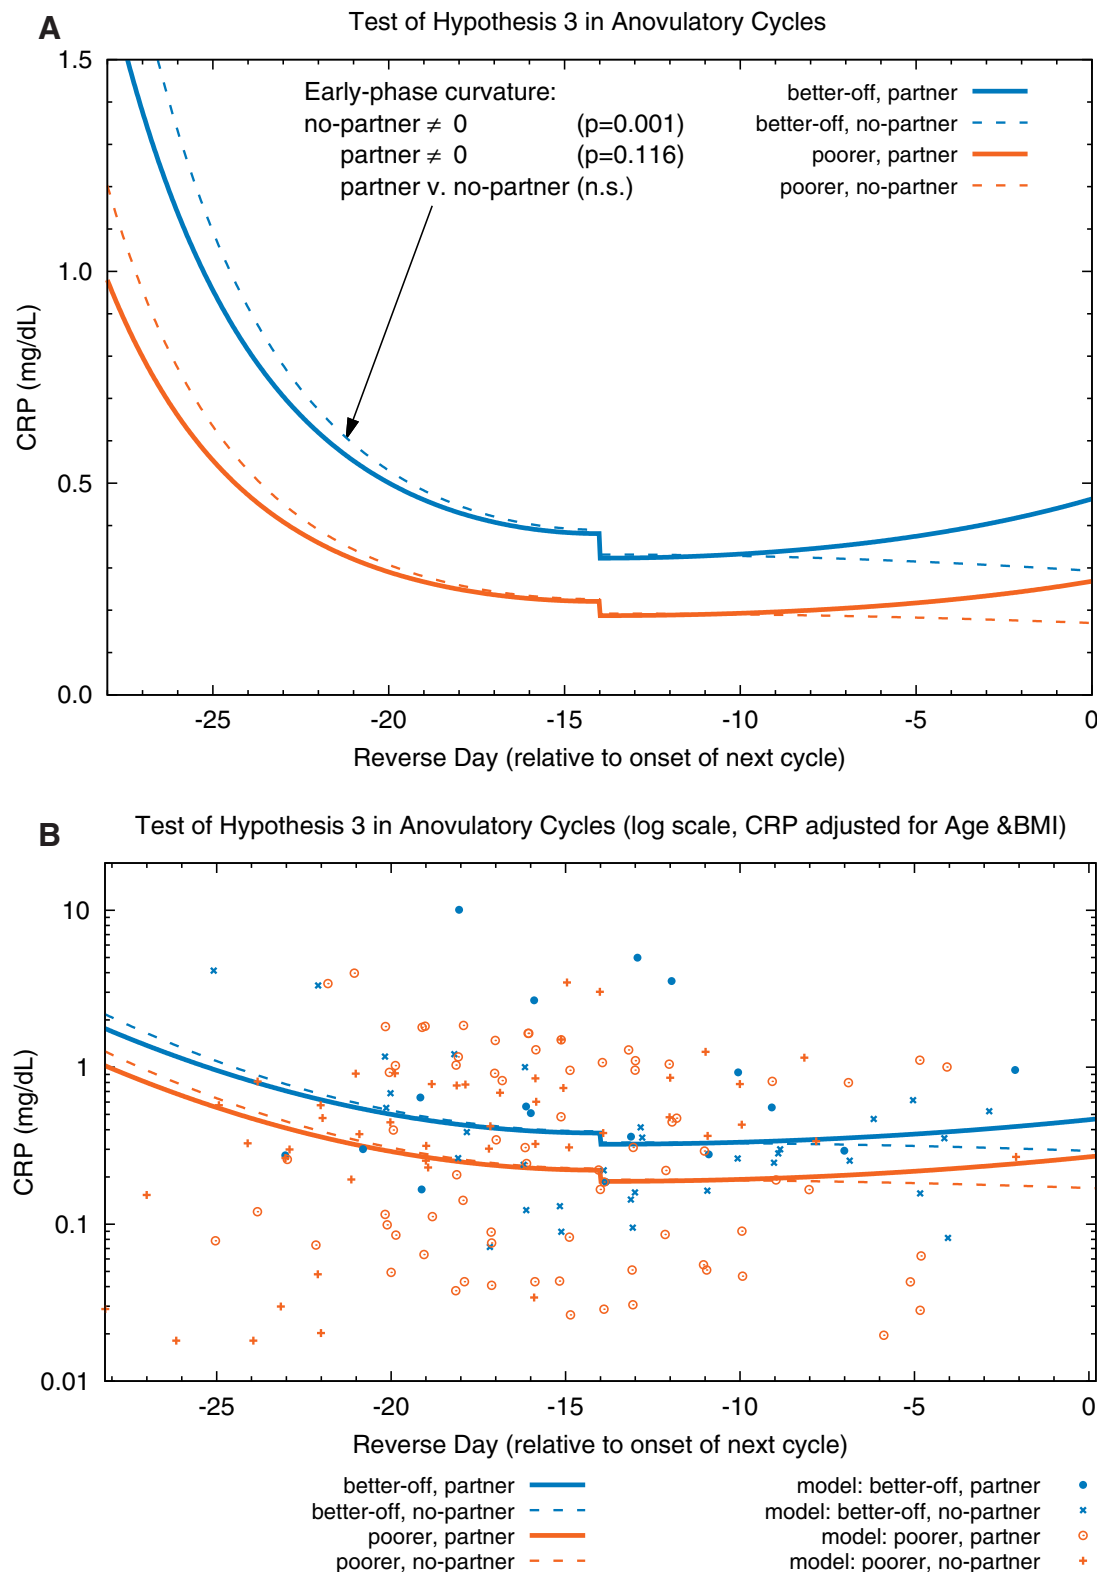 A
Test of Hypothesis 3 in Anovulatory Cycles
1.5
1.0
0.5
0.0
CRP (mg/dL)
Early-phase curvature:
no-partner ≠ 0 (p=0.001)
partner ≠ 0 (p=0.116)
partner v. no-partner (n.s.)
better-off, partner
better-off, no-partner
poorer, partner
poorer, no-partner
-25 -20 -15 -10 -5 0
Reverse Day (relative to onset of next cycle)
B
Test of Hypothesis 3 in Anovulatory Cycles (log scale, CRP adjusted for Age &BMI)
10
1
0.1
0.01
CRP (mg/dL)
-25 -20 -15 -10 -5 0
Reverse Day (relative to onset of next cycle)
better-off, partner
better-off, no-partner
poorer, partner
poorer, no-partner
model: better-off, partner
model: better-off, no-partner
model: poorer, partner
model: poorer, no-partner